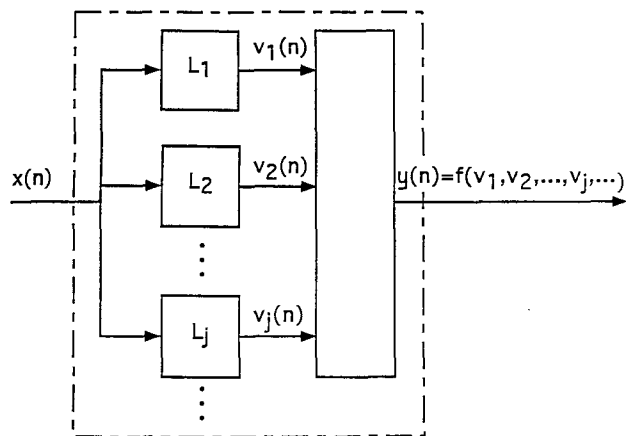 L₁
v₁(n)
x(n)
L₂
v₂(n)
y(n)=f(v₁,v₂,...,vⱼ,...)
Lⱼ
vⱼ(n)